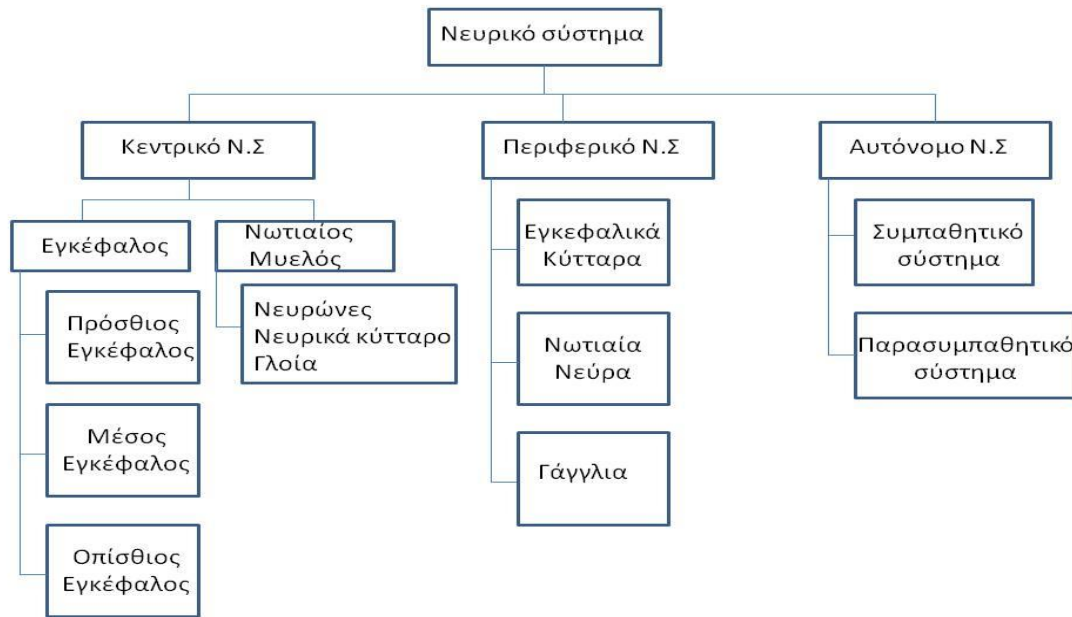 Νευρικό σύστημα
Κεντρικό Ν.Σ
Περιφερικό Ν.Σ
Αυτόνομο Ν.Σ
Εγκέφαλος
Νωτιαίος
Μυελός
Εγκεφαλικά
Κύτταρα
Συμπαθητικό
σύστημα
Πρόσθιος
Εγκέφαλος
Νευρώνες
Νευρικά κύτταρο
Γλοία
Νωτιαία
Νεύρα
Παρασυμπαθητικό
σύστημα
Μέσος
Εγκέφαλος
Γάγγλια
Οπίσθιος
Εγκέφαλος